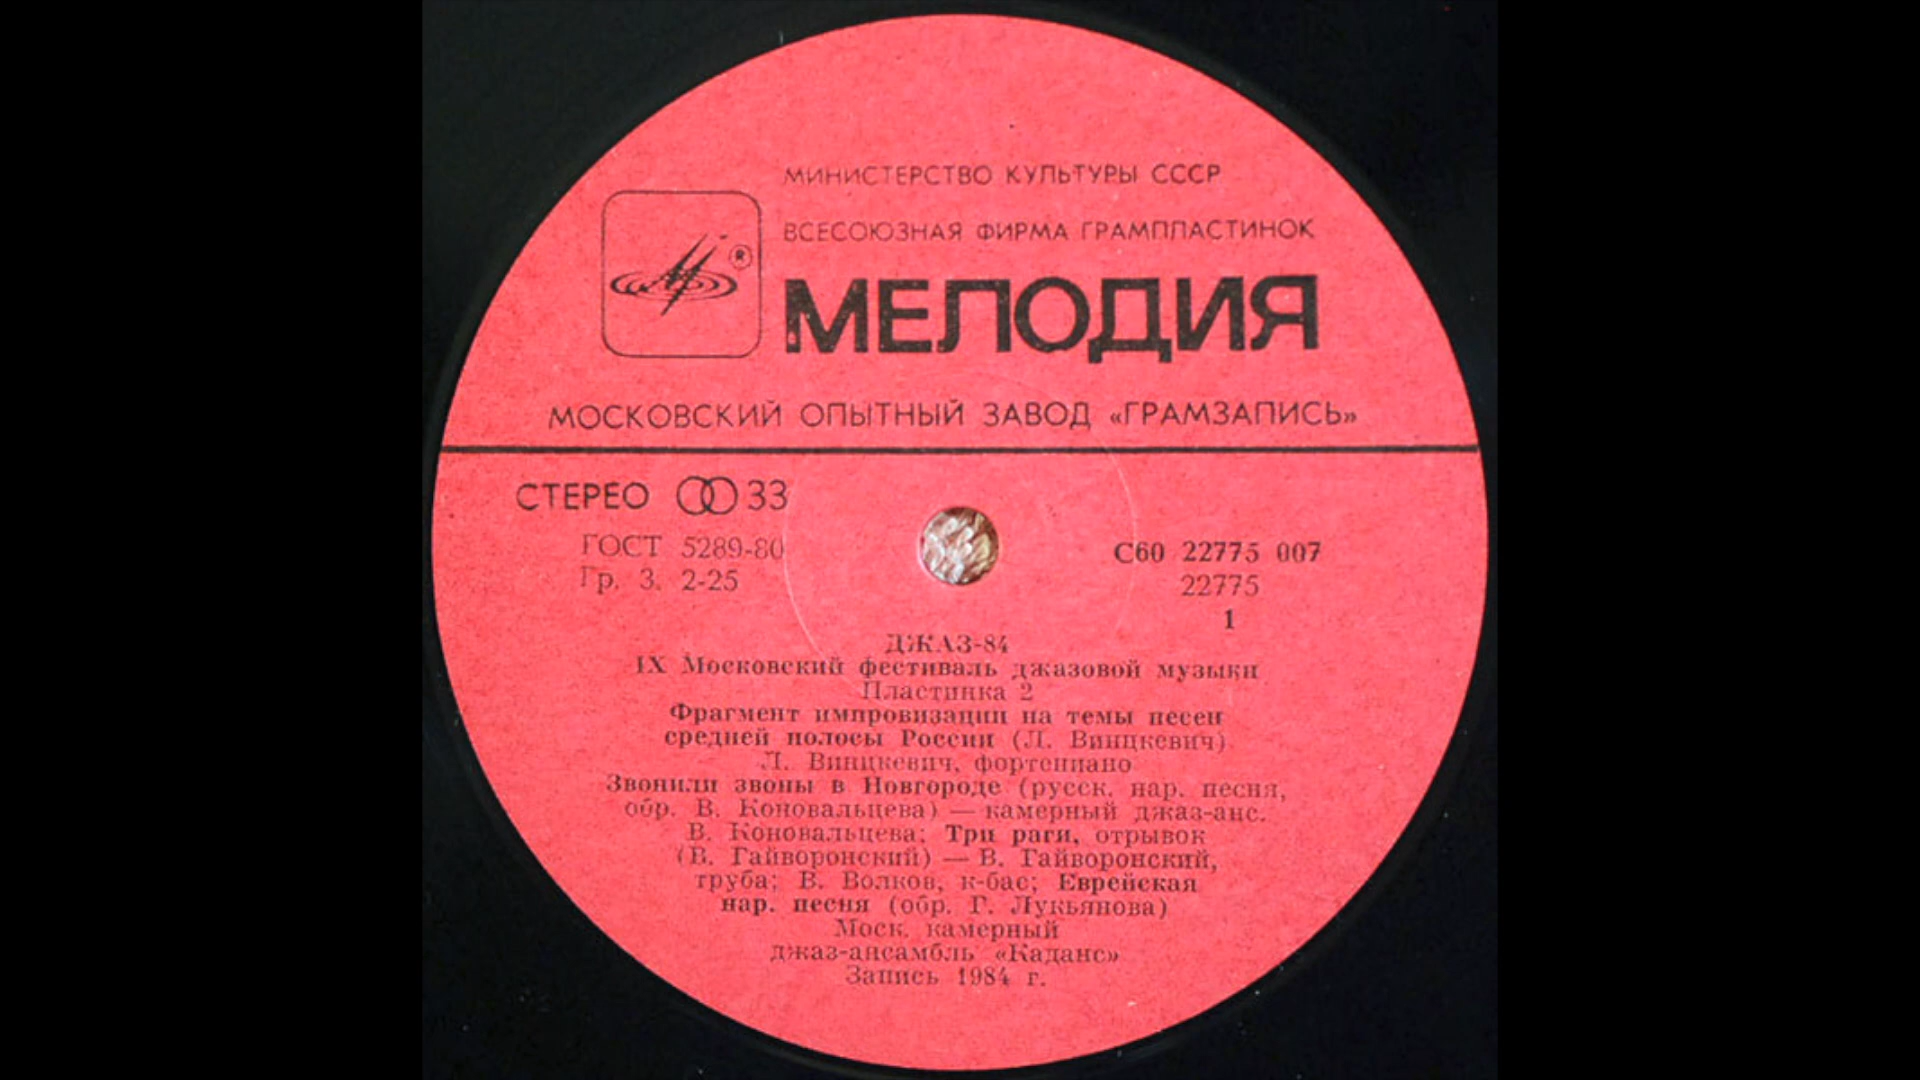 МИНИСТЕРСТВО КУЛЬТУРЫ СССР
ВСЕСОЮЗНАЯ ФИРМА ГРАМПЛАСТИНОК
®
МЕЛОДИЯ
МОСКОВСКИЙ ОПЫТНЫЙ ЗАВОД «ГРАМЗАПИСЬ»
СТЕРЕО 33
ГОСТ 5289-80
Гр. 3. 2-25
С60 22775 007
22775
1
ДЖАЗ-84
IX Московский фестиваль джазовой музыки
Пластинка 2
Фрагмент импровизации на темы песен
средней полосы России (Л. Винцкевич)
Л. Винцкевич, фортепиано
Звонили звоны в Новгороде (русск. нар. песня,
обр. В. Коновальцева) — камерный джаз-анс.
В. Коновальцева; Три раги, отрывок
(В. Гайворонский) — В. Гайворонский,
труба; В. Волков, к-бас; Еврейская
нар. песня (обр. Г. Лукьянова)
Моск. камерный
джаз-ансамбль «Каданс»
Запись 1984 г.